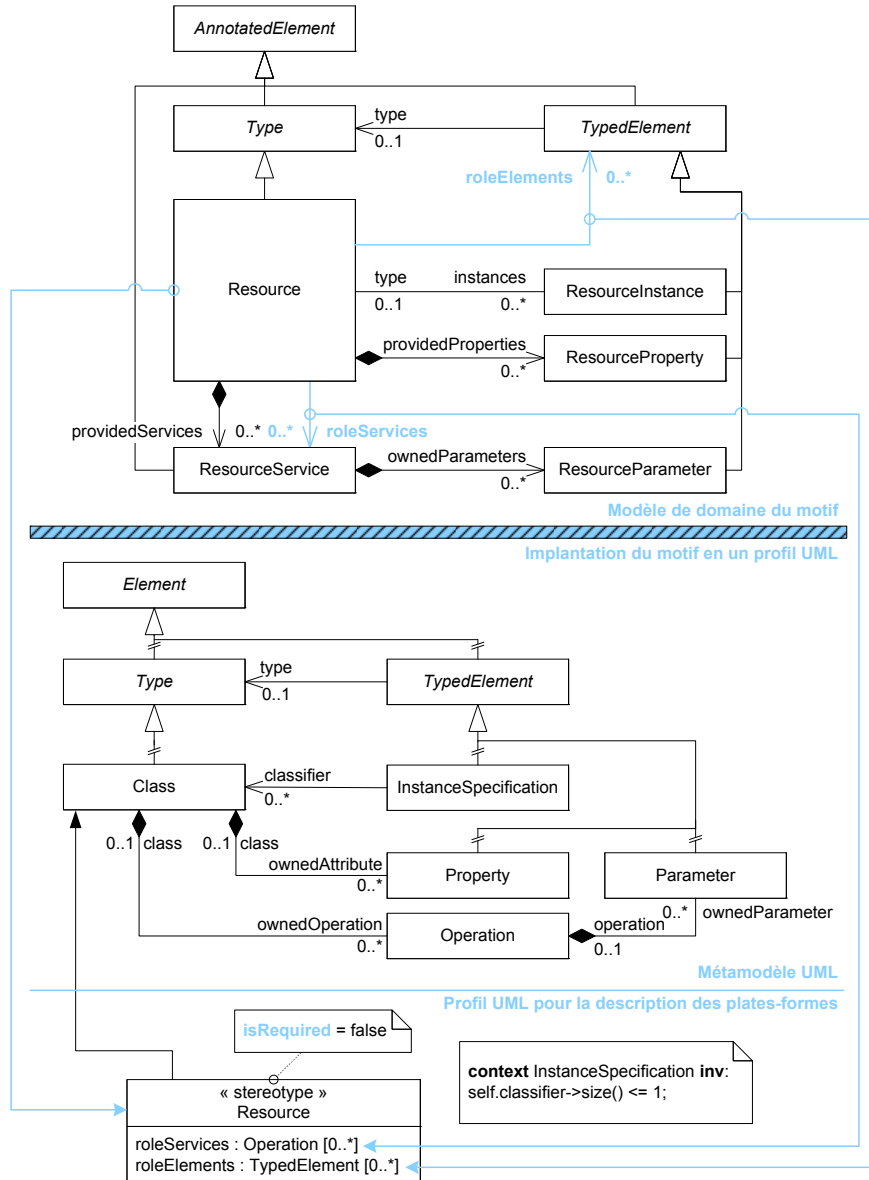 AnnotatedElement
Type
type
0..1
TypedElement
roleElements 0..*
Resource
type instances
0..1 0..*
ResourceInstance
providedProperties
0..*
ResourceProperty
providedServices 0..* 0..* roleServices
ResourceService
ownedParameters
0..*
ResourceParameter
Modèle de domaine du motif
Implantation du motif en un profil UML
Element
Type
type
0..1
TypedElement
Class
classifier
0..*
InstanceSpecification
0..1 class 0..1 class
ownedAttribute
0..*
Property
Parameter
0..* ownedParameter
ownedOperation
0..*
Operation
operation
0..1
Métamodèle UML
Profil UML pour la description des plates-formes
isRequired = false
context InstanceSpecification inv:
self.classifier->size() <= 1;
« stereotype »
Resource
roleServices : Operation [0..*]
roleElements : TypedElement [0..*]